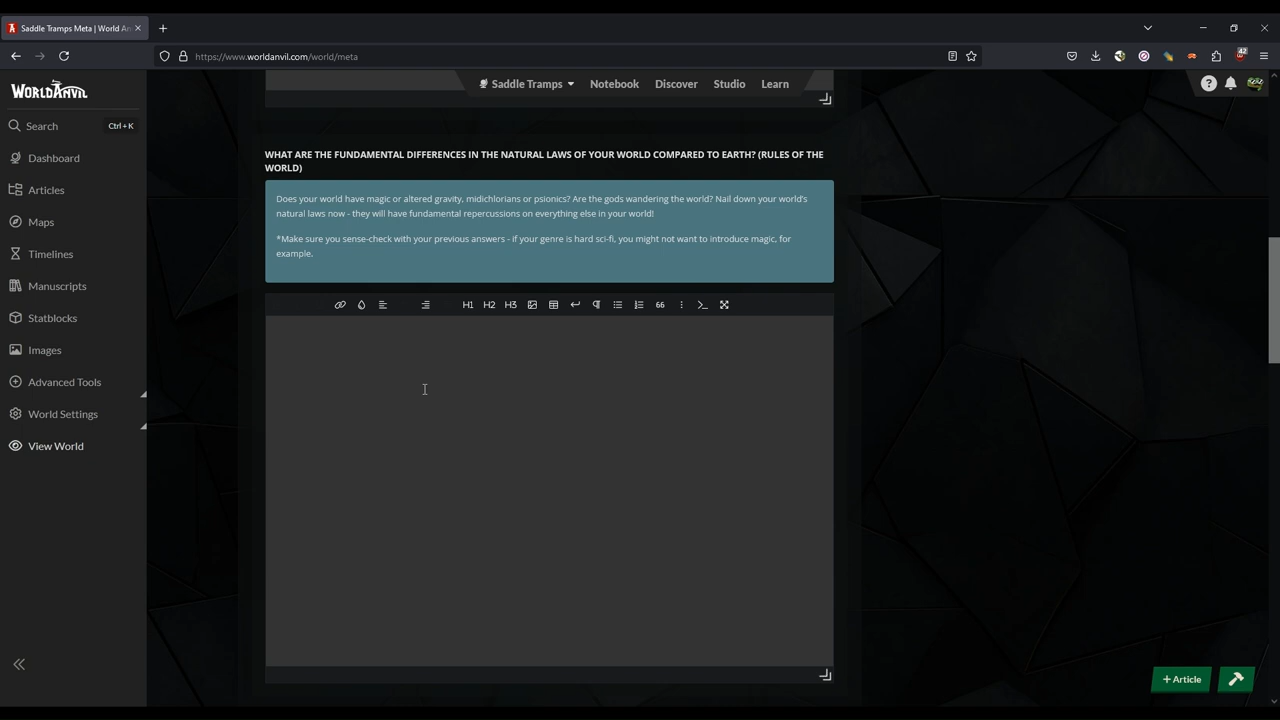 Saddle Tramps Meta | World An
https://www.worldanvil.com/world/meta
42
WORLDANVIL
Saddle Tramps
Notebook
Discover
Studio
Learn
Search
Ctrl+K
Dashboard
Articles
Maps
Timelines
Manuscripts
Statblocks
Images
Advanced Tools
World Settings
View World
WHAT ARE THE FUNDAMENTAL DIFFERENCES IN THE NATURAL LAWS OF YOUR WORLD COMPARED TO EARTH? (RULES OF THE
WORLD)
Does your world have magic or altered gravity, midichlorians or psionics? Are the gods wandering the world? Nail down your world's
natural laws now - they will have fundamental repercussions on everything else in your world!
*Make sure you sense-check with your previous answers - if your genre is hard sci-fi, you might not want to introduce magic, for
example.
H1 H2 H3 66
+ Article